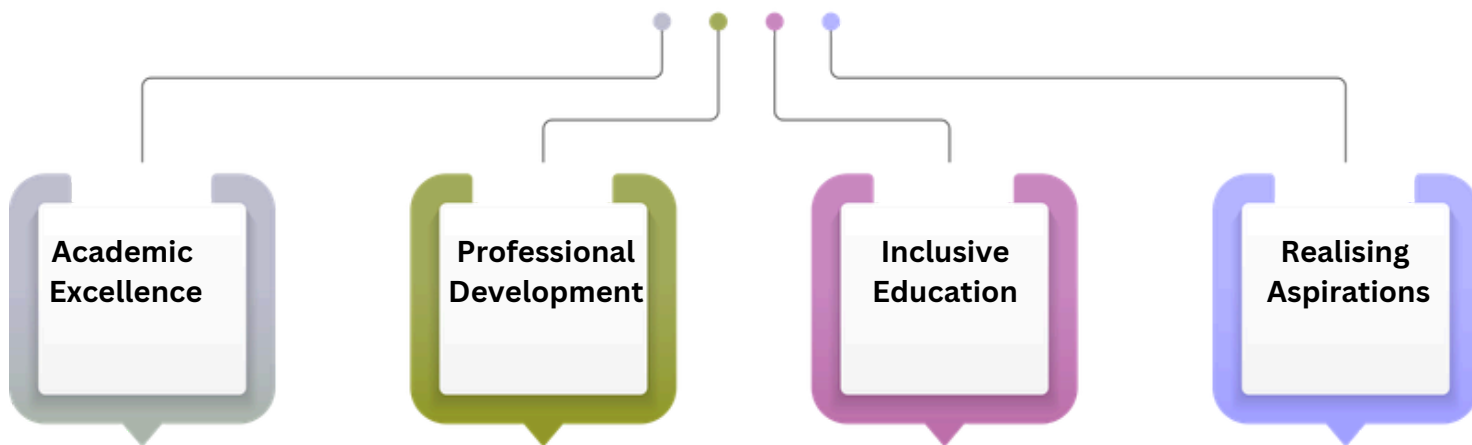 Academic
Excellence
Professional
Development
Inclusive
Education
Realising
Aspirations